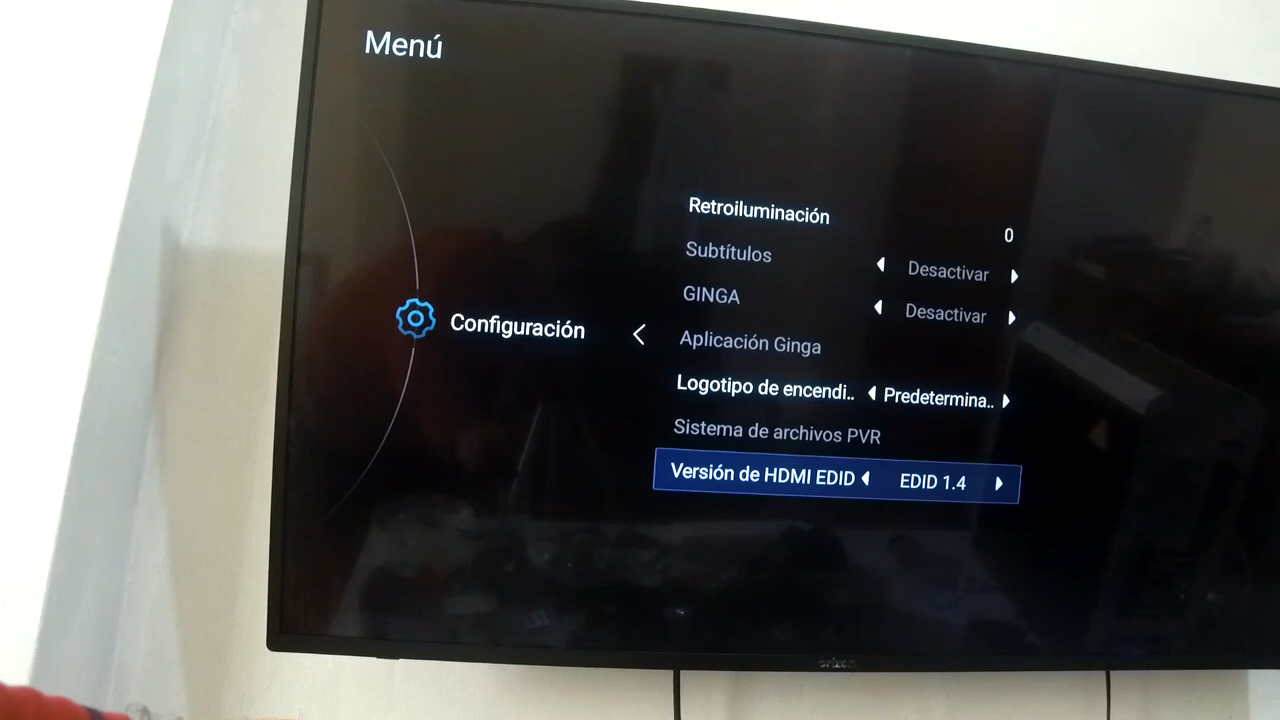 Menú
Configuración
Retroiluminación 0
Subtítulos Desactivar
GINGA Desactivar
Aplicación Ginga
Logotipo de encendi.. Predetermina..
Sistema de archivos PVR
Versión de HDMI EDID EDID 1.4